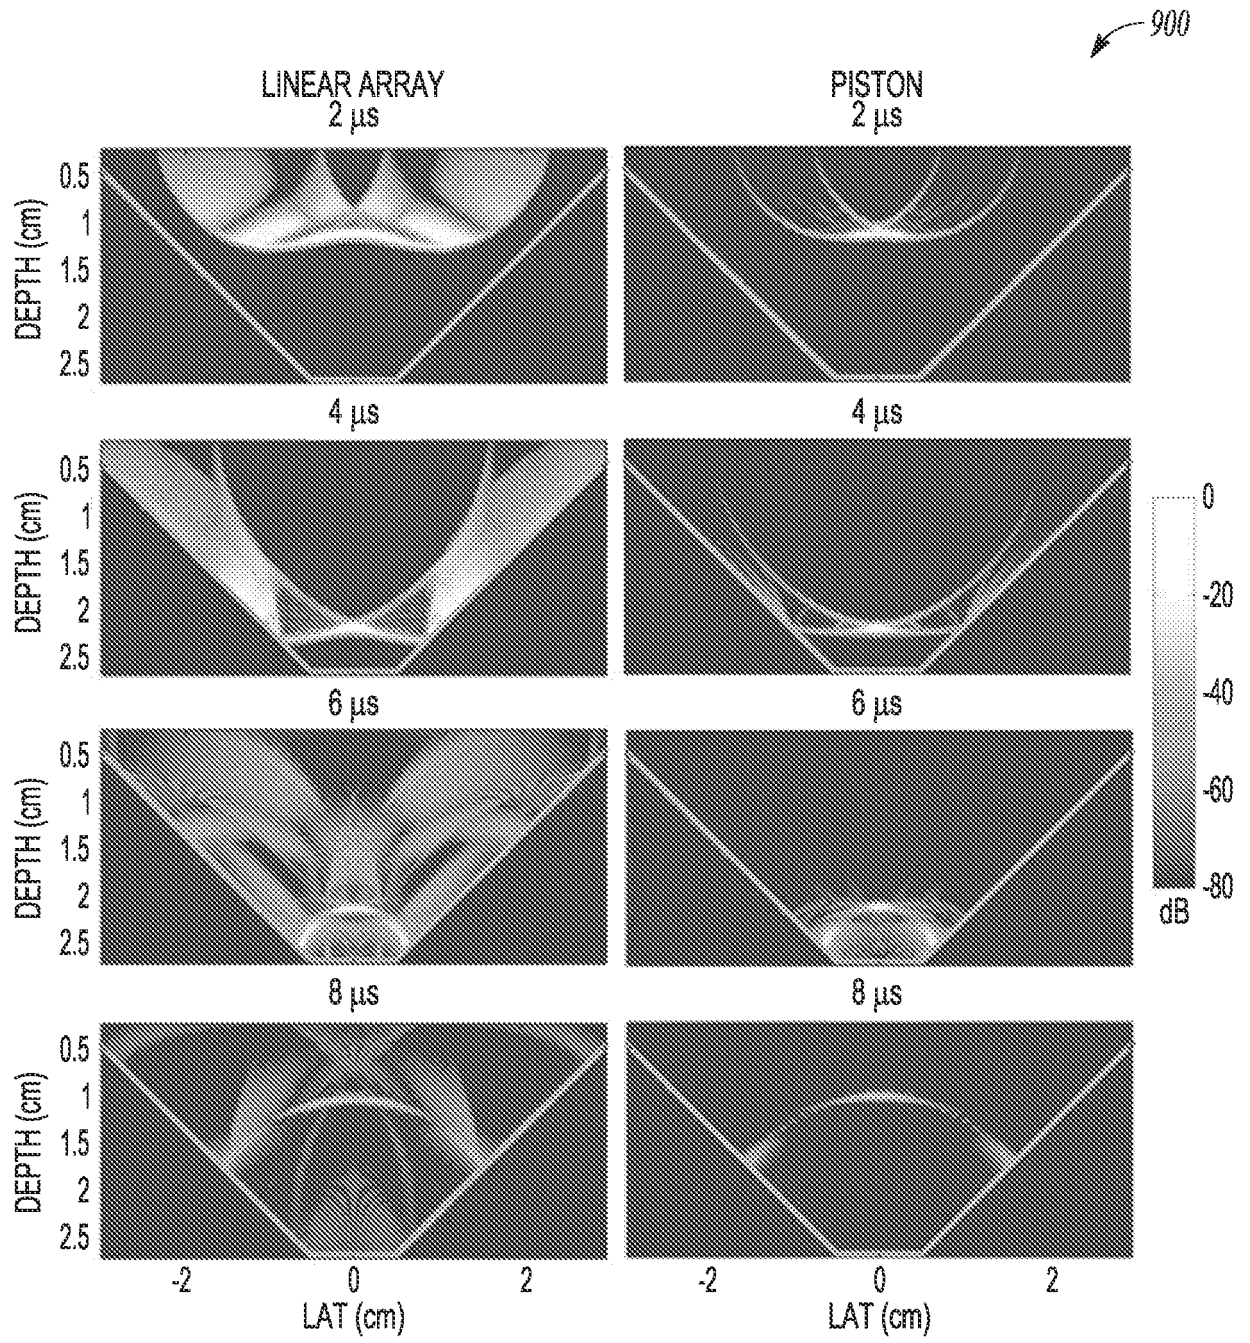 900
LINEAR ARRAY
PISTON
2 μs
2 μs
DEPTH (cm)
0.5
1
1.5
2
2.5
4 μs
4 μs
DEPTH (cm)
0.5
1
1.5
2
2.5
6 μs
6 μs
DEPTH (cm)
0.5
1
1.5
2
2.5
8 μs
8 μs
DEPTH (cm)
0.5
1
1.5
2
2.5
-2 0 2
LAT (cm)
-2 0 2
LAT (cm)
0
-20
-40
-60
-80
dB